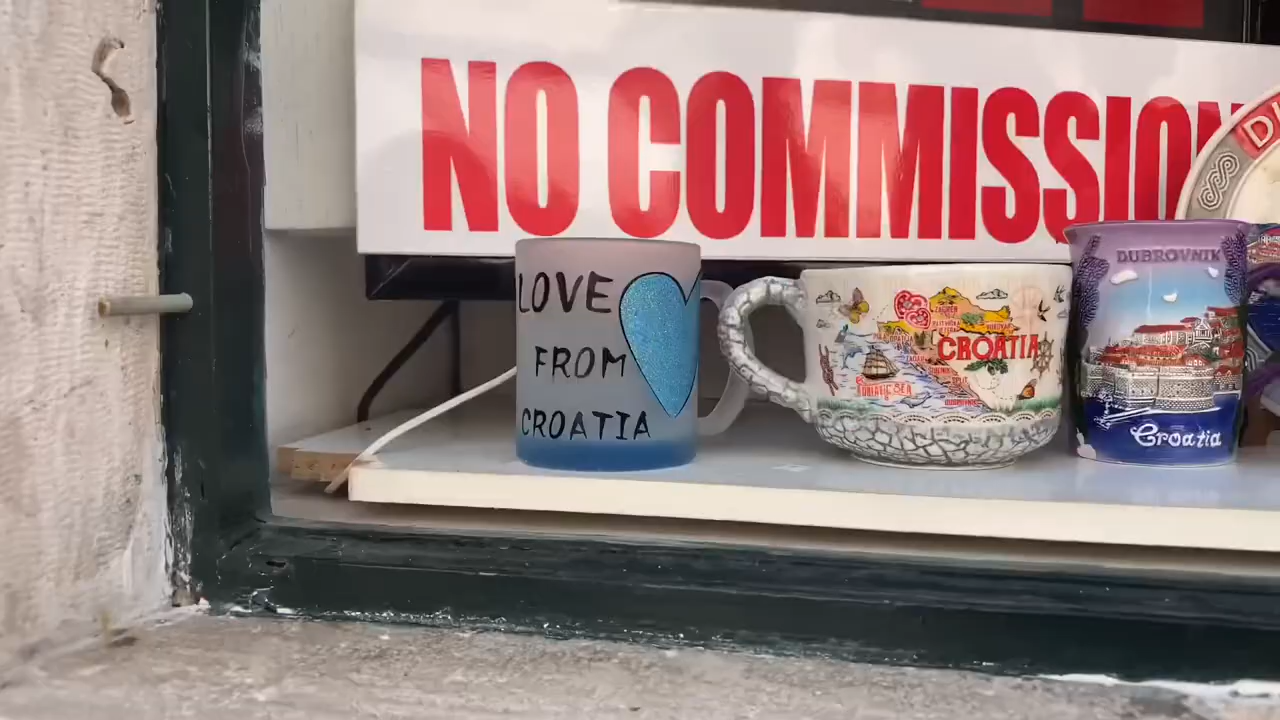 NO COMMISSION
LOVE
FROM
CROATIA
CROATIA
DUBROVNIK
Croatia